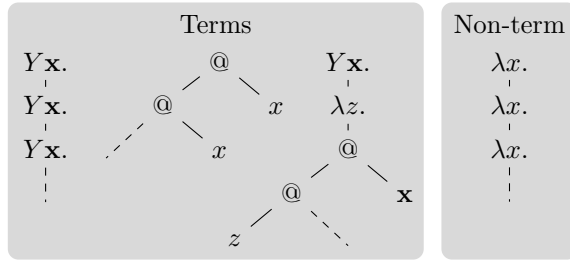 Terms Non-term
Y𝐱. @ Y𝐱. λx.
Y𝐱. @ x λz. λx.
Y𝐱. x @ λx.
@ 𝐱
z